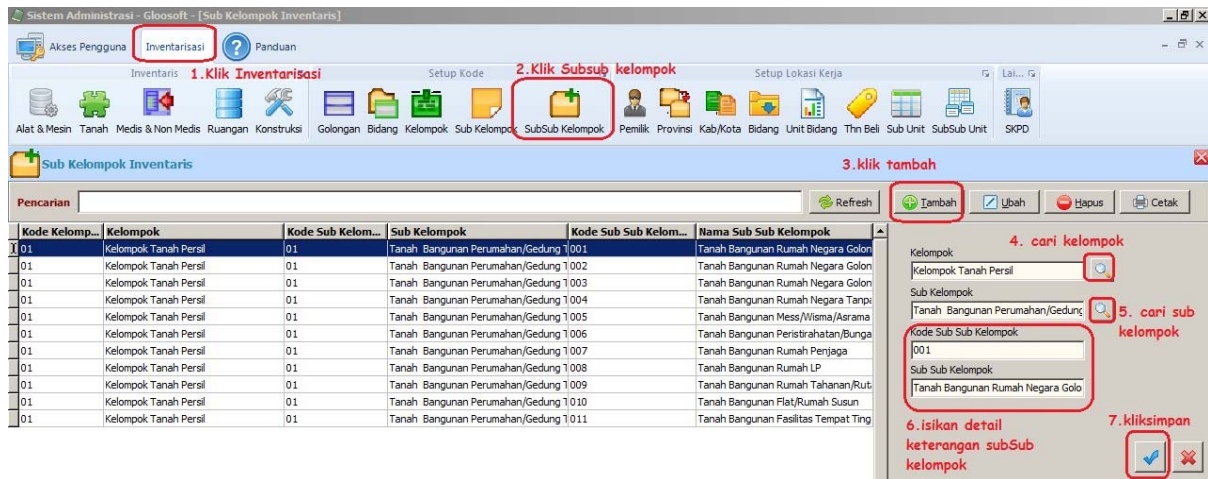 Sistem Administrasi - Gloosoft - [Sub Kelompok Inventaris]
Akses Pengguna Inventarisasi Panduan
Inventaris 1.Klik Inventarisasi Setup Kode 2.Klik Subsub kelompok Setup Lokasi Kerja Lai...
Alat & Mesin Tanah Medis & Non Medis Ruangan Konstruksi Golongan Bidang Kelompok Sub Kelompok SubSub Kelompok Pemilik Provinsi Kab/Kota Bidang Unit Bidang Thn Beli Sub Unit SubSub Unit SKPD
Sub Kelompok Inventaris 3.klik tambah
Pencarian Refresh Tambah Ubah Hapus Cetak
Kode Kelomp... Kelompok Kode Sub Kelom... Sub Kelompok Kode Sub Sub Kelom... Nama Sub Sub Kelompok
01 Kelompok Tanah Persil 01 Tanah Bangunan Perumahan/Gedung T 001 Tanah Bangunan Rumah Negara Golon
01 Kelompok Tanah Persil 01 Tanah Bangunan Perumahan/Gedung T 002 Tanah Bangunan Rumah Negara Golon
01 Kelompok Tanah Persil 01 Tanah Bangunan Perumahan/Gedung T 003 Tanah Bangunan Rumah Negara Golon
01 Kelompok Tanah Persil 01 Tanah Bangunan Perumahan/Gedung T 004 Tanah Bangunan Rumah Negara Tanpa
01 Kelompok Tanah Persil 01 Tanah Bangunan Perumahan/Gedung T 005 Tanah Bangunan Mess/Wisma/Asrama
01 Kelompok Tanah Persil 01 Tanah Bangunan Perumahan/Gedung T 006 Tanah Bangunan Peristirahatan/Bunga
01 Kelompok Tanah Persil 01 Tanah Bangunan Perumahan/Gedung T 007 Tanah Bangunan Rumah Penjaga
01 Kelompok Tanah Persil 01 Tanah Bangunan Perumahan/Gedung T 008 Tanah Bangunan Rumah LP
01 Kelompok Tanah Persil 01 Tanah Bangunan Perumahan/Gedung T 009 Tanah Bangunan Rumah Tahanan/Ruta
01 Kelompok Tanah Persil 01 Tanah Bangunan Perumahan/Gedung T 010 Tanah Bangunan Flat/Rumah Susun
01 Kelompok Tanah Persil 01 Tanah Bangunan Perumahan/Gedung T 011 Tanah Bangunan Fasilitas Tempat Ting
4. cari kelompok
Kelompok
Kelompok Tanah Persil
Sub Kelompok
Tanah Bangunan Perumahan/Gedung
5. cari sub
kelompok
Kode Sub Sub Kelompok
001
Sub Sub Kelompok
Tanah Bangunan Rumah Negara Golo
6.isikan detail
keterangan subSub
kelompok
7.kliksimpan